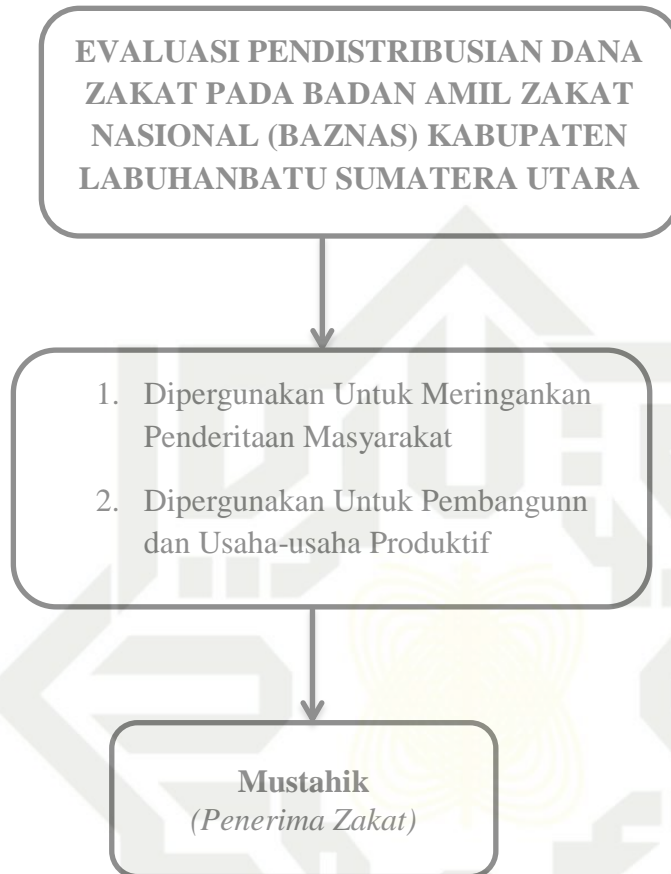 EVALUASI PENDISTRIBUSIAN DANA
ZAKAT PADA BADAN AMIL ZAKAT
NASIONAL (BAZNAS) KABUPATEN
LABUHANBATU SUMATERA UTARA
1. Dipergunakan Untuk Meringankan
Penderitaan Masyarakat
2. Dipergunakan Untuk Pembangunn
dan Usaha-usaha Produktif
Mustahik
(Penerima Zakat)